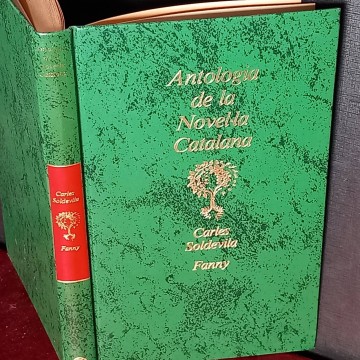 Antologia
de la
Novel·la
Catalana
Carles
Soldevila
Fanny
Carles
Soldevila
Fanny